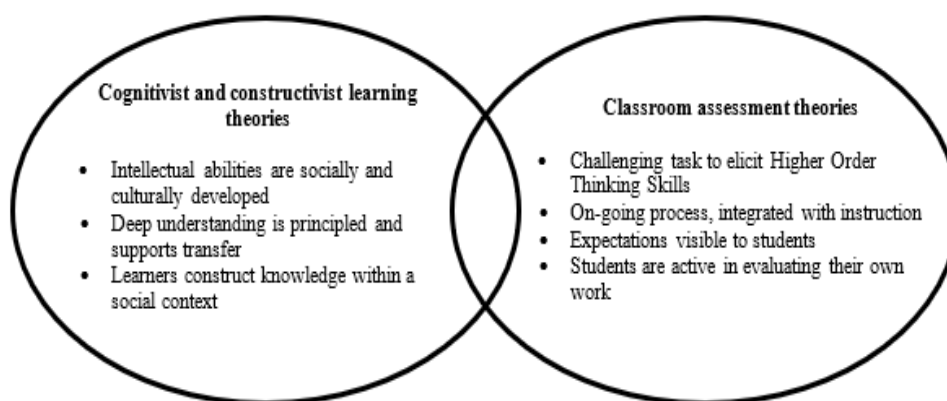 Cognitivist and constructivist learning
theories
• Intellectual abilities are socially and
culturally developed
• Deep understanding is principled and
supports transfer
• Learners construct knowledge within a
social context
Classroom assessment theories
• Challenging task to elicit Higher Order
Thinking Skills
• On-going process, integrated with instruction
• Expectations visible to students
• Students are active in evaluating their own
work